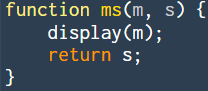 function ms(m, s) {
    display(m);
    return s;
}